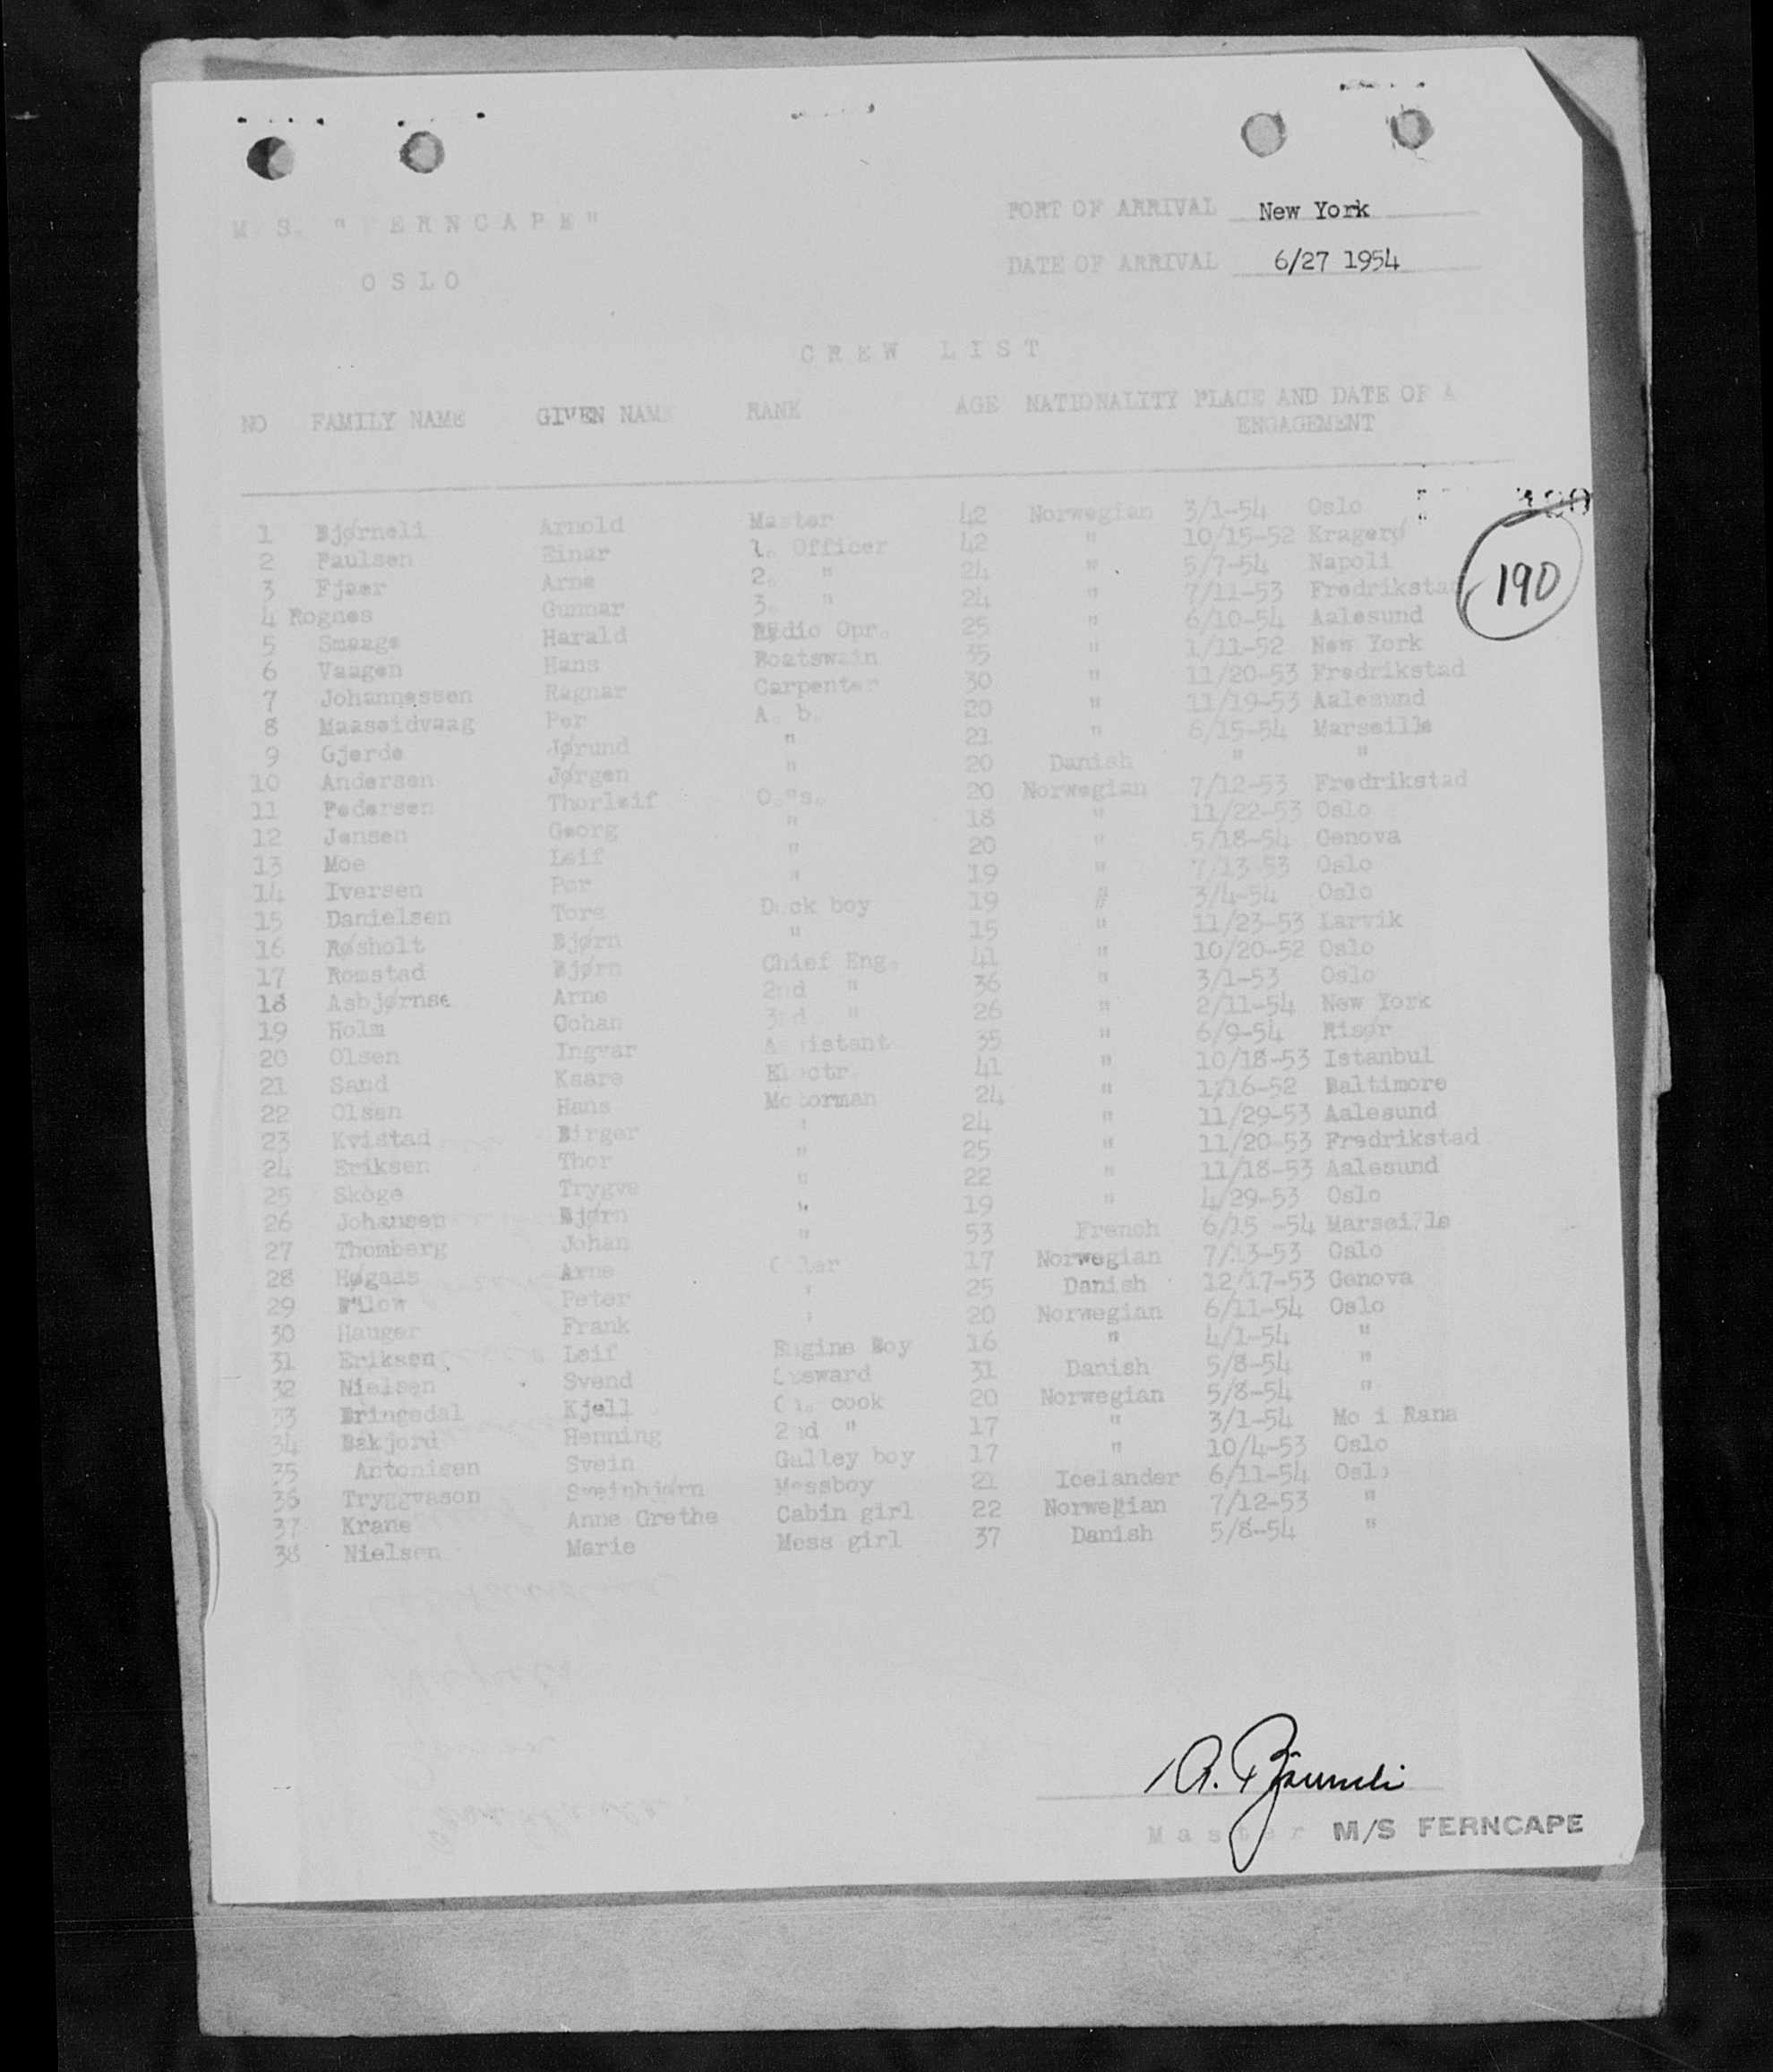 M. S. "FERNCAPE"
OSLO
PORT OF ARRIVAL New York
DATE OF ARRIVAL 6/27 1954
CREW LIST
NO FAMILY NAME GIVEN NAME RANK AGE NATIONALITY PLACE AND DATE OF A
ENGAGEMENT
190
1 Bjørneli Arnold Master 42 Norwegian 3/1-54 Oslo
2 Paulsen Einar 1. Officer 42 " 10/15-52 Kragerø
3 Fjaer Arne 2. " 24 " 5/7-54 Napoli
4 Rognes Gunnar 3. " 24 " 7/11-53 Fredrikstad
5 Smaage Harald Radio Opr. 25 " 6/10-54 Aalesund
6 Vaagen Hans Boatswain 35 " 1/11-52 New York
7 Johannessen Ragnar Carpenter 30 " 11/20-53 Fredrikstad
8 Maaseidvaag Per A. b. 20 " 11/19-53 Aalesund
9 Gjerde Jørund " 21 " 6/15-54 Marseille
10 Andersen Jørgen " 20 Danish " "
11 Pedersen Thorleif O."s. 20 Norwegian 7/12-53 Fredrikstad
12 Jensen Georg " 18 " 11/22-53 Oslo
13 Moe Leif " 20 " 5/18-54 Genova
14 Iversen Per " 19 " 7/13-53 Oslo
15 Danielsen Tore Deck boy 19 " 3/4-54 Oslo
16 Røsholt Bjørn " 15 " 11/23-53 Larvik
17 Romstad Bjørn Chief Eng. 41 " 10/20-52 Oslo
18 Asbjørnse Arne 2nd " 36 " 3/1-53 Oslo
19 Holm Gohan 3rd " 26 " 2/11-54 New York
20 Olsen Ingvar Assistant 35 " 6/9-54 Risør
21 Sand Kaare Electr. 41 " 10/18-53 Istanbul
22 Olsen Hans Motorman 24 " 1/16-52 Baltimore
23 Kvistad Birger " 24 " 11/29-53 Aalesund
24 Eriksen Thor " 25 " 11/20-53 Fredrikstad
25 Skoge Trygve " 22 " 11/18-53 Aalesund
26 Johansen Bjørn " 19 " 4/29-53 Oslo
27 Thomberg Johan " 53 French 6/15-54 Marseille
28 Høgaas Arne Oiler 17 Norwegian 7/13-53 Oslo
29 Peter " 25 Danish 12/17-53 Genova
30 Hauger Frank " 20 Norwegian 6/11-54 Oslo
31 Eriksen Leif Engine Boy 16 " 4/1-54 "
32 Nielsen Svend Steward 31 Danish 5/8-54 "
33 Bringedal Kjell Ch. cook 20 Norwegian 5/8-54 "
34 Bakjord Henning 2nd " 17 " 3/1-54 Mo i Rana
35 Antonisen Svein Galley boy 17 " 10/4-53 Oslo
36 Tryggvason Sveinbjørn Messboy 21 Icelander 6/11-54 Oslo
37 Krane Anne Grethe Cabin girl 22 Norwegian 7/12-53 "
38 Nielsen Marie Mess girl 37 Danish 5/8-54 "
A. Bjørneli
Master M/S FERNCAPE